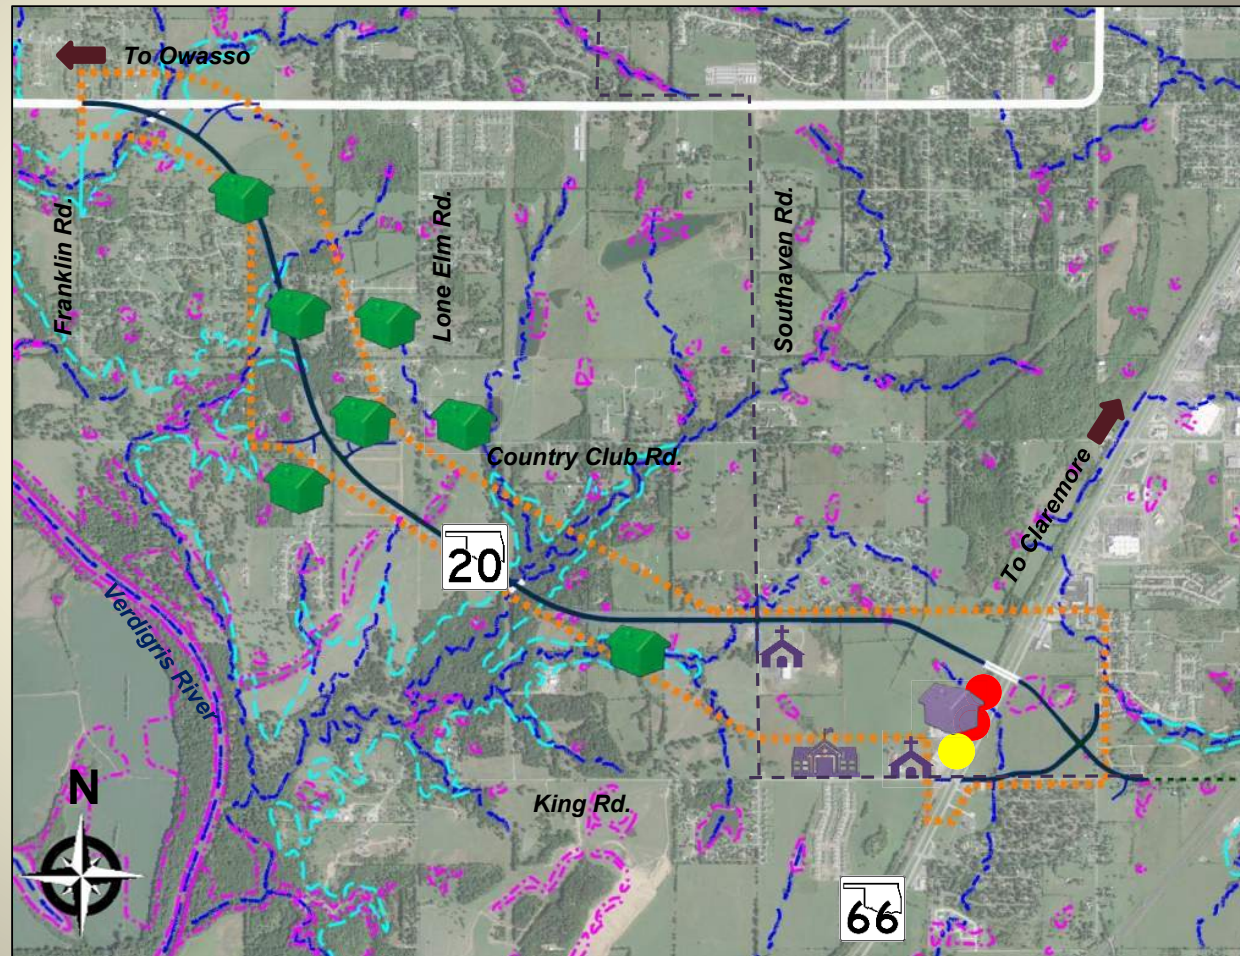 To Owasso
Franklin Rd.
Lone Elm Rd.
Southaven Rd.
Country Club Rd.
To Claremore
20
Verdigris River
N
King Rd.
66